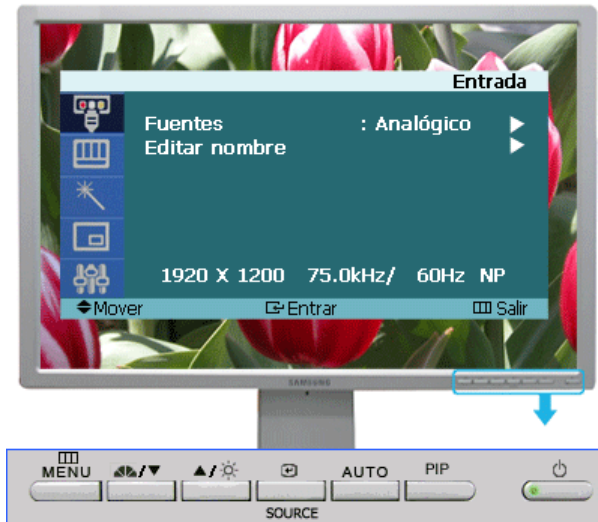 Entrada
Fuentes : Analógico
Editar nombre
1920 X 1200 75.0kHz/ 60Hz NP
Mover Entrar Salir
SAMSUNG
MENU AUTO PIP
SOURCE